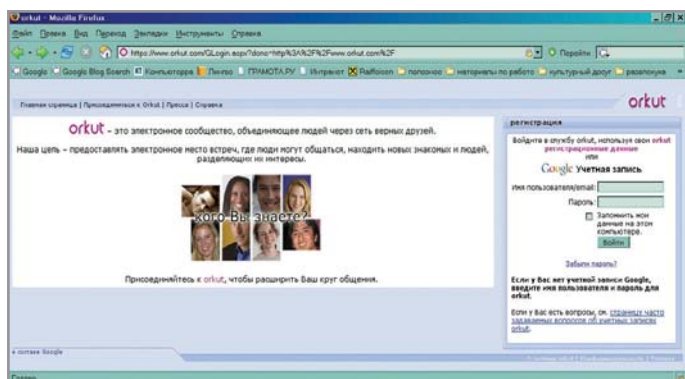 orkut - Mozilla Firefox
Файл Правка Вид Переход Закладки Инструменты Справка
https://www.orkut.com/GLogin.aspx?done=http%3A%2F%2Fwww.orkut.com%2F
Перейти
Google Google Blog Search Компьютерра Лингво ГРАМОТА.РУ Интранет Raiffeisen полезное материалы по работе культурный досуг
Главная страница | Присоединиться к Orkut | Пресса | Справка
orkut
orkut – это электронное сообщество, объединяющее людей через сеть верных друзей.
Наша цель – предоставлять электронное место встреч, где люди могут общаться, находить новых знакомых и людей,
разделяющих их интересы.
кого Вы знаете?
Присоединяйтесь к orkut, чтобы расширить Ваш круг общения.
регистрация
Войдите в службу orkut, используя свои orkut
регистрационные данные
или
Google Учетная запись
Имя пользователя/email:
Пароль:
Запомнить мои
данные на этом
компьютере.
Войти
Забыли пароль?
Если у Вас нет учетной записи Google,
введите имя пользователя и пароль для
orkut.
Если у Вас есть вопросы, см. страницу часто
задаваемых вопросов об учетных записях
orkut.
в составе Google
Готово